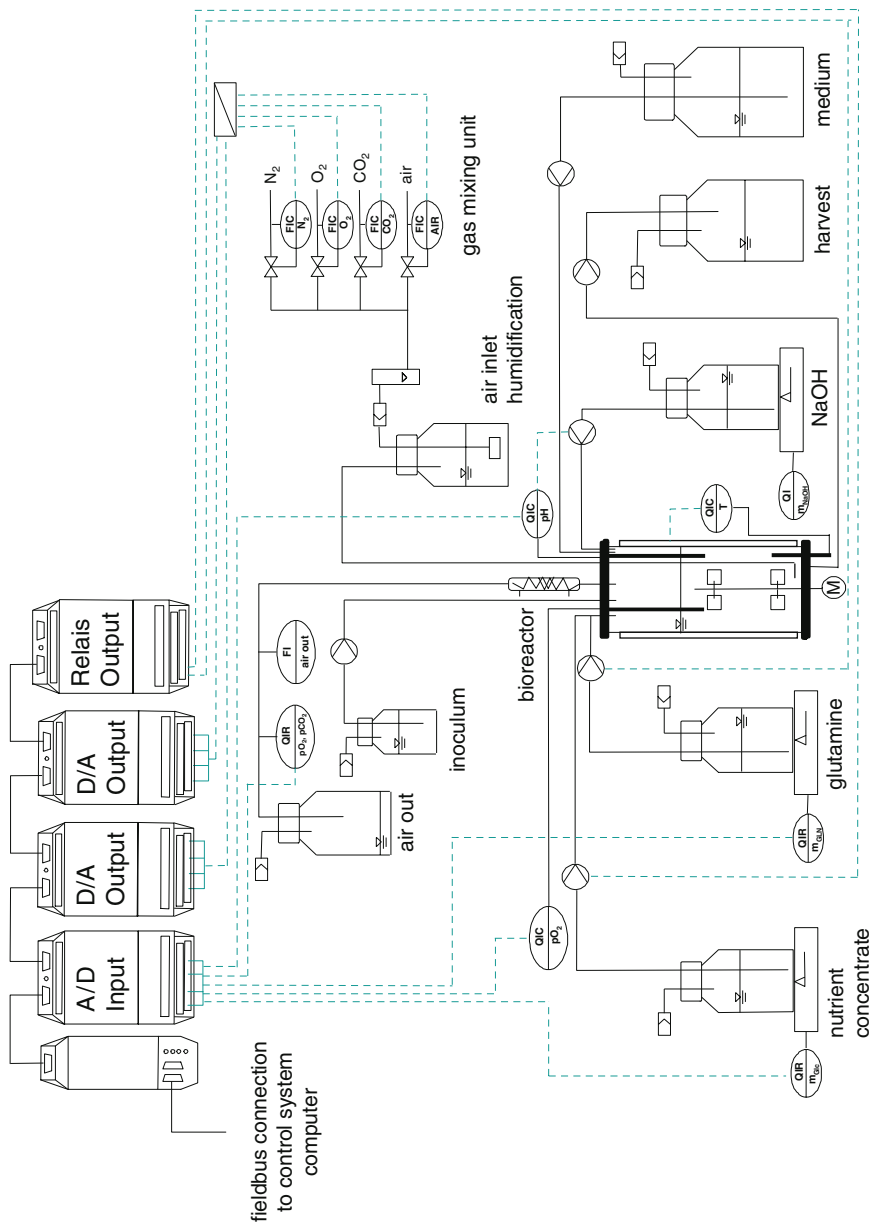 fieldbus connection
to control system
computer
A/D
Input
D/A
Output
D/A
Output
Relais
Output
N2
O2
CO2
air
FIC
N2
FIC
O2
FIC
CO2
FIC
AIR
gas mixing unit
air inlet
humidification
air out
QIR
pO2, pCO2
FI
air out
inoculum
bioreactor
QIC
pH
QIC
T
QIC
pO2
M
QIR
mGlc
nutrient
concentrate
QIR
mGLN
glutamine
QI
mNaOH
NaOH
harvest
medium